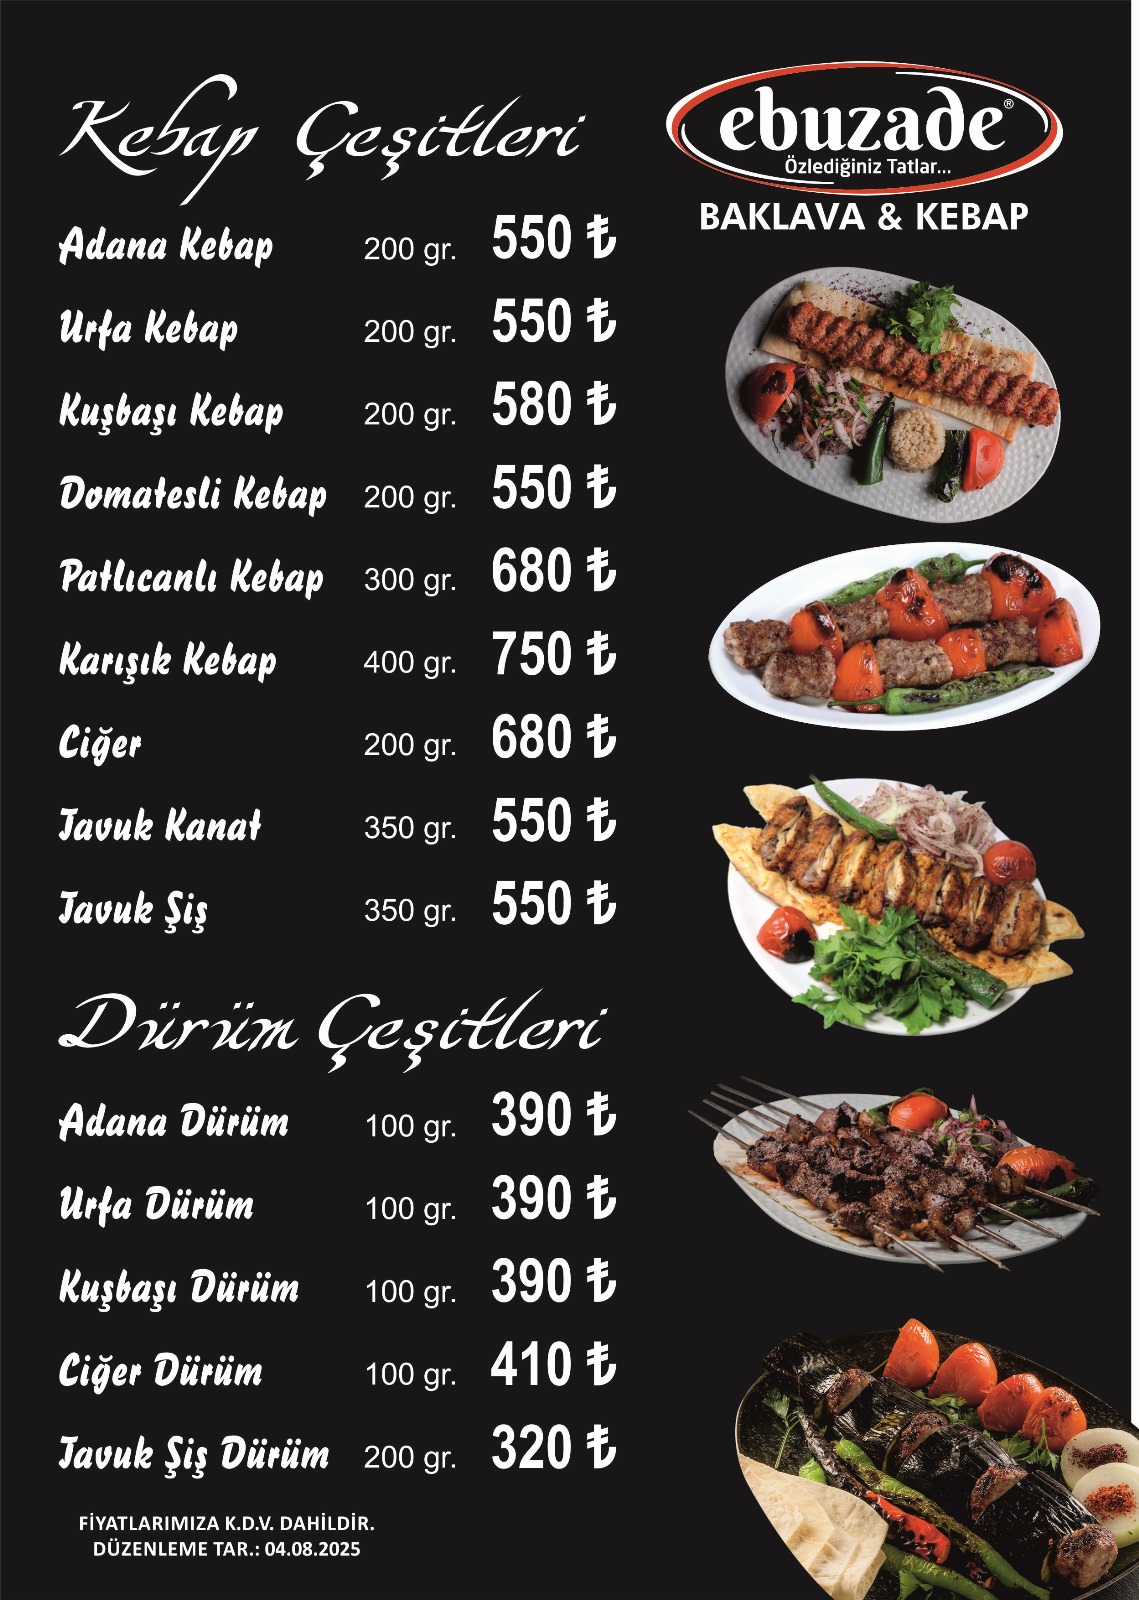 Kebap Çeşitleri
Adana Kebap 200 gr. 550 ₺
Urfa Kebap 200 gr. 550 ₺
Kuşbaşı Kebap 200 gr. 580 ₺
Domatesli Kebap 200 gr. 550 ₺
Patlıcanlı Kebap 300 gr. 680 ₺
Karışık Kebap 400 gr. 750 ₺
Ciğer 200 gr. 680 ₺
Tavuk Kanat 350 gr. 550 ₺
Tavuk Şiş 350 gr. 550 ₺
Dürüm Çeşitleri
Adana Dürüm 100 gr. 390 ₺
Urfa Dürüm 100 gr. 390 ₺
Kuşbaşı Dürüm 100 gr. 390 ₺
Ciğer Dürüm 100 gr. 410 ₺
Tavuk Şiş Dürüm 200 gr. 320 ₺
FİYATLARIMIZA K.D.V. DAHİLDİR.
DÜZENLEME TAR.: 04.08.2025
ebuzade®
Özlediğiniz Tatlar...
BAKLAVA & KEBAP